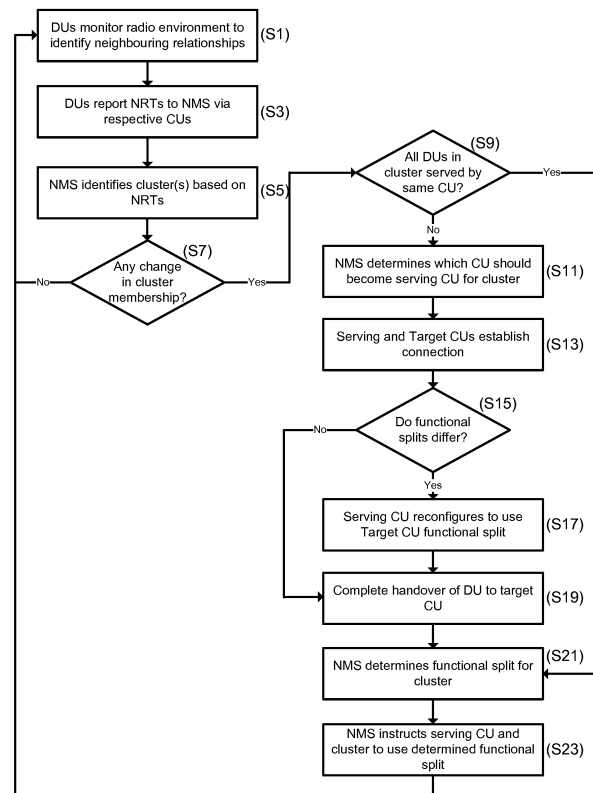 DUs monitor radio environment to
identify neighbouring relationships
(S1)
DUs report NRTs to NMS via
respective CUs
(S3)
NMS identifies cluster(s) based on
NRTs
(S5)
(S7)
Any change
in cluster
membership?
No
Yes
(S9)
All DUs in
cluster served by
same CU?
Yes
No
NMS determines which CU should
become serving CU for cluster
(S11)
Serving and Target CUs establish
connection
(S13)
(S15)
Do functional
splits differ?
No
Yes
Serving CU reconfigures to use
Target CU functional split
(S17)
Complete handover of DU to target
CU
(S19)
NMS determines functional split for
cluster
(S21)
NMS instructs serving CU and
cluster to use determined functional
split
(S23)